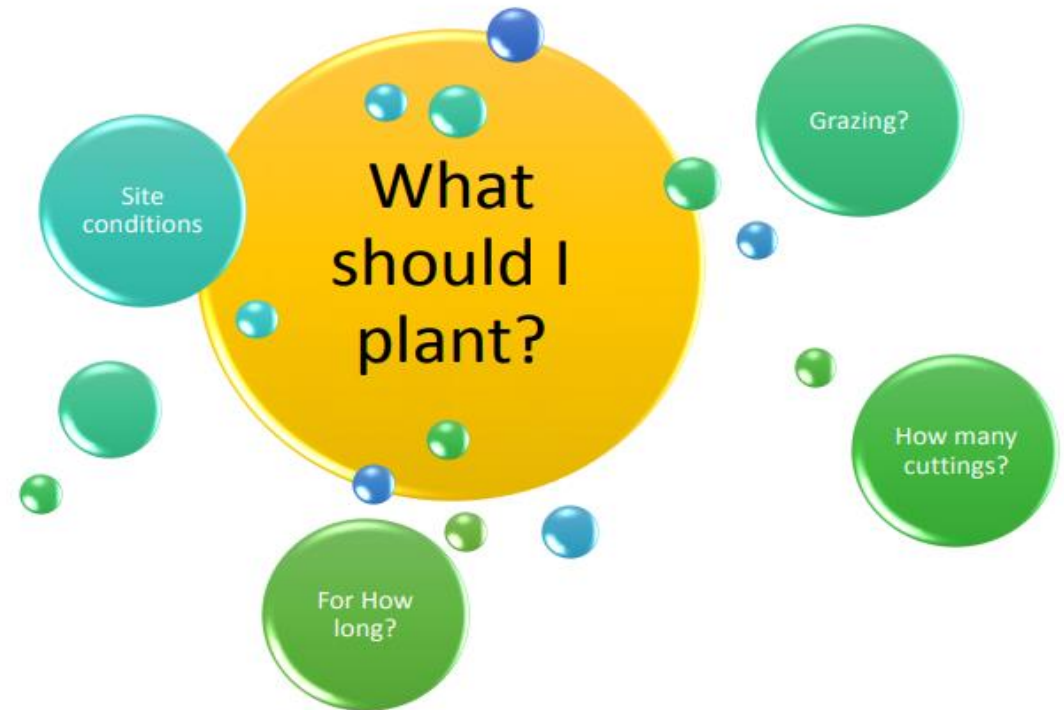 What
should I
plant?
Site
conditions
Grazing?
How many
cuttings?
For How
long?